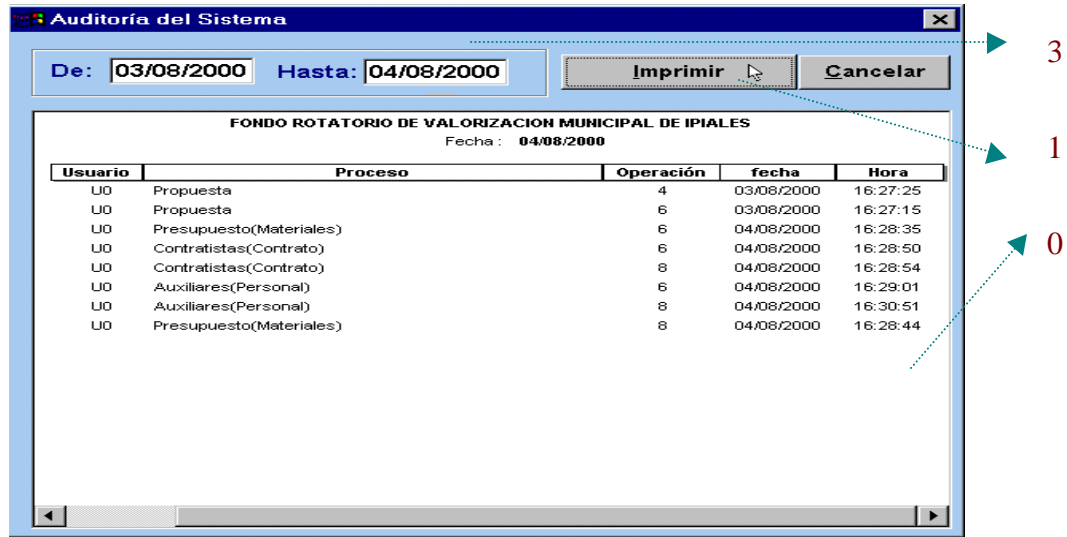 Auditoría del Sistema
3
De: 03/08/2000 Hasta: 04/08/2000 Imprimir Cancelar
FONDO ROTATORIO DE VALORIZACION MUNICIPAL DE IPIALES
Fecha : 04/08/2000
1
Usuario Proceso Operación fecha Hora
U0 Propuesta 4 03/08/2000 16:27:25
U0 Propuesta 6 03/08/2000 16:27:15
U0 Presupuesto(Materiales) 6 04/08/2000 16:28:35
0
U0 Contratistas(Contrato) 6 04/08/2000 16:28:50
U0 Contratistas(Contrato) 8 04/08/2000 16:28:54
U0 Auxiliares(Personal) 6 04/08/2000 16:29:01
U0 Auxiliares(Personal) 8 04/08/2000 16:30:51
U0 Presupuesto(Materiales) 8 04/08/2000 16:28:44